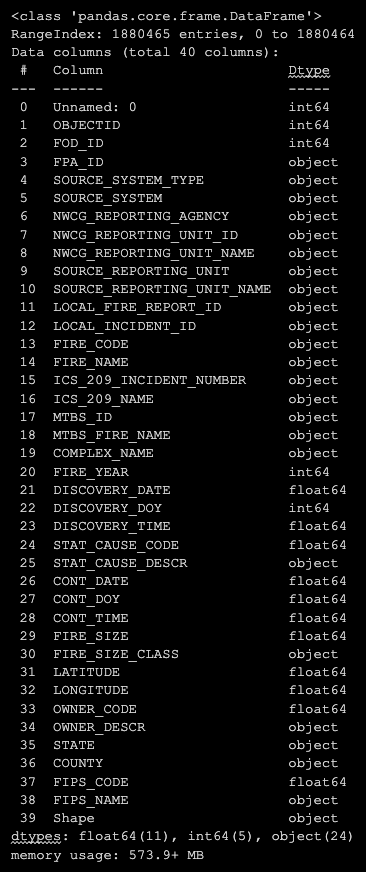 <class 'pandas.core.frame.DataFrame'>
RangeIndex: 1880465 entries, 0 to 1880464
Data columns (total 40 columns):
 #   Column                     Dtype
---  ------                     -----
 0   Unnamed: 0                 int64
 1   OBJECTID                   int64
 2   FOD_ID                     int64
 3   FPA_ID                     object
 4   SOURCE_SYSTEM_TYPE         object
 5   SOURCE_SYSTEM              object
 6   NWCG_REPORTING_AGENCY      object
 7   NWCG_REPORTING_UNIT_ID     object
 8   NWCG_REPORTING_UNIT_NAME   object
 9   SOURCE_REPORTING_UNIT      object
 10  SOURCE_REPORTING_UNIT_NAME object
 11  LOCAL_FIRE_REPORT_ID       object
 12  LOCAL_INCIDENT_ID          object
 13  FIRE_CODE                  object
 14  FIRE_NAME                  object
 15  ICS_209_INCIDENT_NUMBER    object
 16  ICS_209_NAME               object
 17  MTBS_ID                    object
 18  MTBS_FIRE_NAME             object
 19  COMPLEX_NAME               object
 20  FIRE_YEAR                  int64
 21  DISCOVERY_DATE             float64
 22  DISCOVERY_DOY              int64
 23  DISCOVERY_TIME             float64
 24  STAT_CAUSE_CODE            float64
 25  STAT_CAUSE_DESCR           object
 26  CONT_DATE                  float64
 27  CONT_DOY                   float64
 28  CONT_TIME                  float64
 29  FIRE_SIZE                  float64
 30  FIRE_SIZE_CLASS            object
 31  LATITUDE                   float64
 32  LONGITUDE                  float64
 33  OWNER_CODE                 float64
 34  OWNER_DESCR                object
 35  STATE                      object
 36  COUNTY                     object
 37  FIPS_CODE                  float64
 38  FIPS_NAME                  object
 39  Shape                      object
dtypes: float64(11), int64(5), object(24)
memory usage: 573.9+ MB